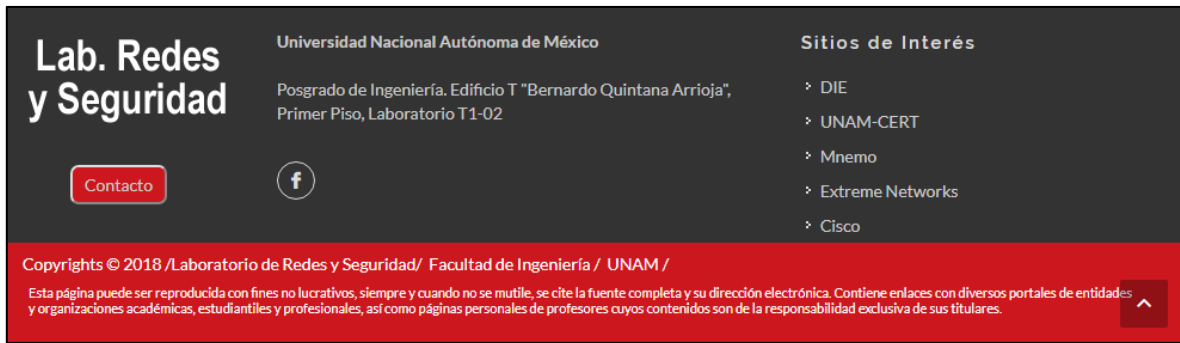 Lab. Redes
y Seguridad
Contacto
Universidad Nacional Autónoma de México
Posgrado de Ingeniería. Edificio T "Bernardo Quintana Arrioja",
Primer Piso, Laboratorio T1-02
f
Sitios de Interés
DIE
UNAM-CERT
Mnemo
Extreme Networks
Cisco
Copyrights © 2018 /Laboratorio de Redes y Seguridad/ Facultad de Ingeniería / UNAM /
Esta página puede ser reproducida con fines no lucrativos, siempre y cuando no se mutile, se cite la fuente completa y su dirección electrónica. Contiene enlaces con diversos portales de entidades
y organizaciones académicas, estudiantiles y profesionales, así como páginas personales de profesores cuyos contenidos son de la responsabilidad exclusiva de sus titulares.